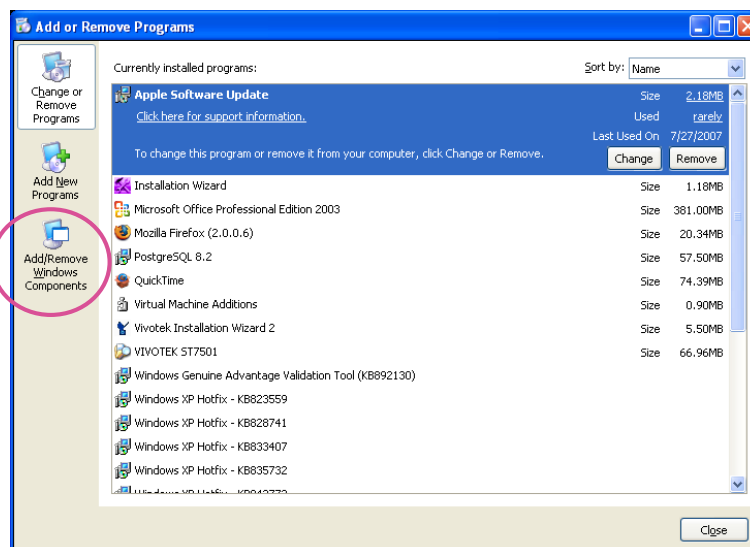 Add or Remove Programs
Change or
Remove
Programs
Add New
Programs
Add/Remove
Windows
Components
Currently installed programs:
Sort by: Name
Apple Software Update Size 2.18MB
Click here for support information. Used rarely
Last Used On 7/27/2007
To change this program or remove it from your computer, click Change or Remove. Change Remove
Installation Wizard Size 1.18MB
Microsoft Office Professional Edition 2003 Size 381.00MB
Mozilla Firefox (2.0.0.6) Size 20.34MB
PostgreSQL 8.2 Size 57.50MB
QuickTime Size 74.39MB
Virtual Machine Additions Size 0.90MB
Vivotek Installation Wizard 2 Size 5.50MB
VIVOTEK ST7501 Size 66.96MB
Windows Genuine Advantage Validation Tool (KB892130)
Windows XP Hotfix - KB823559
Windows XP Hotfix - KB828741
Windows XP Hotfix - KB833407
Windows XP Hotfix - KB835732
Close